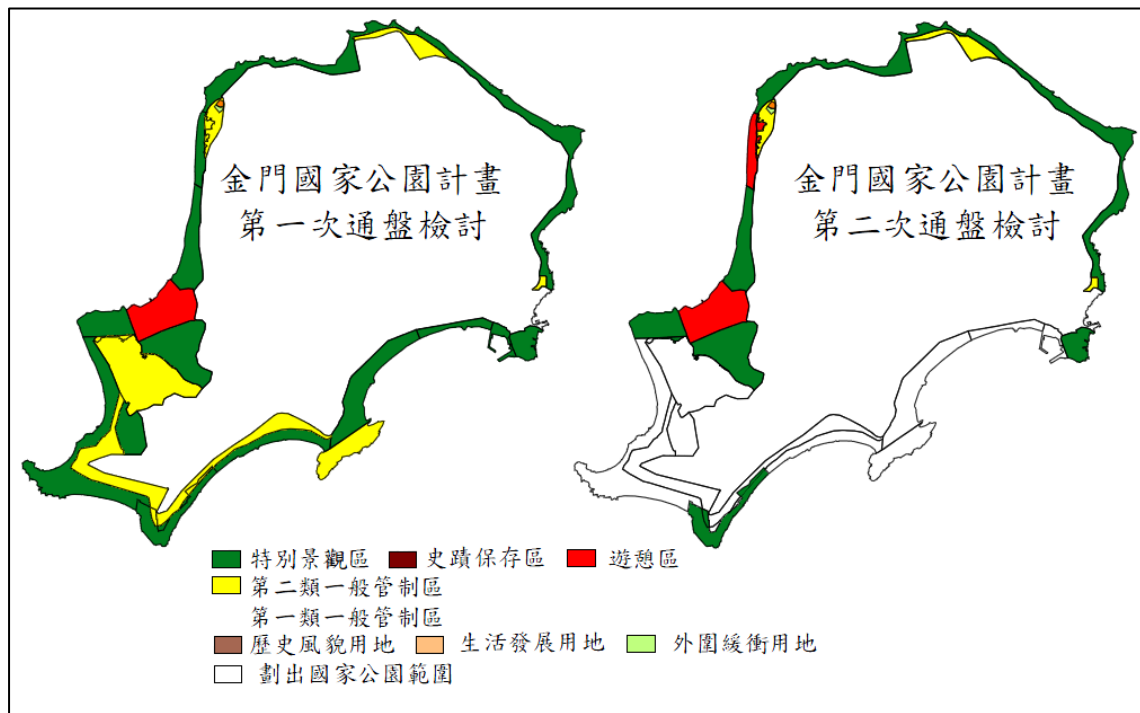 金門國家公園計畫
第一次通盤檢討
金門國家公園計畫
第二次通盤檢討
特別景觀區 史蹟保存區 遊憩區
第二類一般管制區
第一類一般管制區
歷史風貌用地 生活發展用地 外圍緩衝用地
劃出國家公園範圍